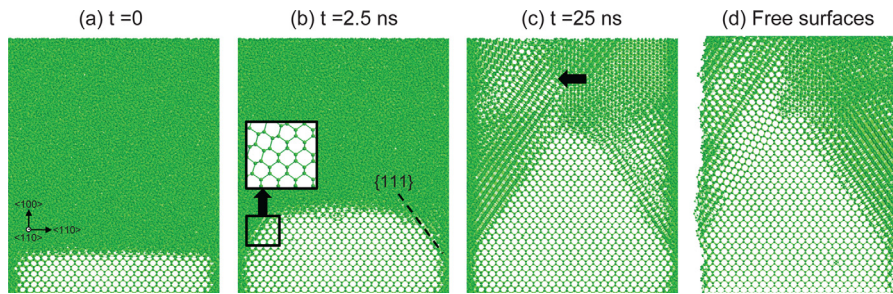 (a) t =0
(b) t =2.5 ns
(c) t =25 ns
(d) Free surfaces
{111}
<100>
<110>
<110>